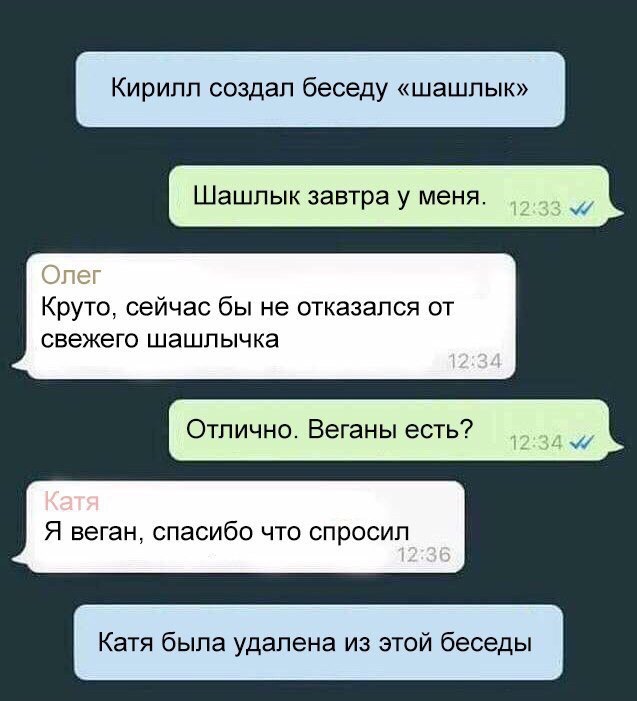 Кирилл создал беседу «шашлык»
Шашлык завтра у меня.
12:33
Олег
Круто, сейчас бы не отказался от
свежего шашлычка
12:34
Отлично. Веганы есть?
12:34
Катя
Я веган, спасибо что спросил
12:36
Катя была удалена из этой беседы